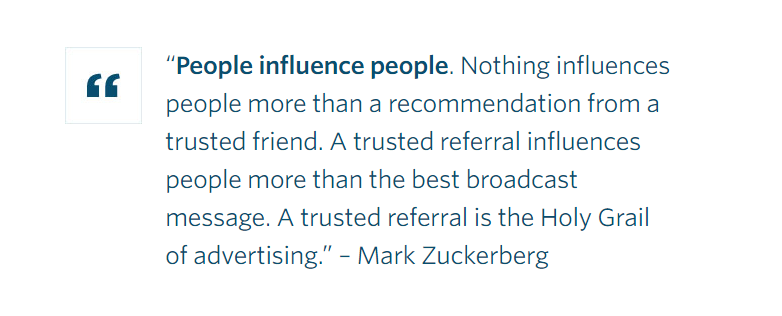 “People influence people. Nothing influences
people more than a recommendation from a
trusted friend. A trusted referral influences
people more than the best broadcast
message. A trusted referral is the Holy Grail
of advertising.” – Mark Zuckerberg